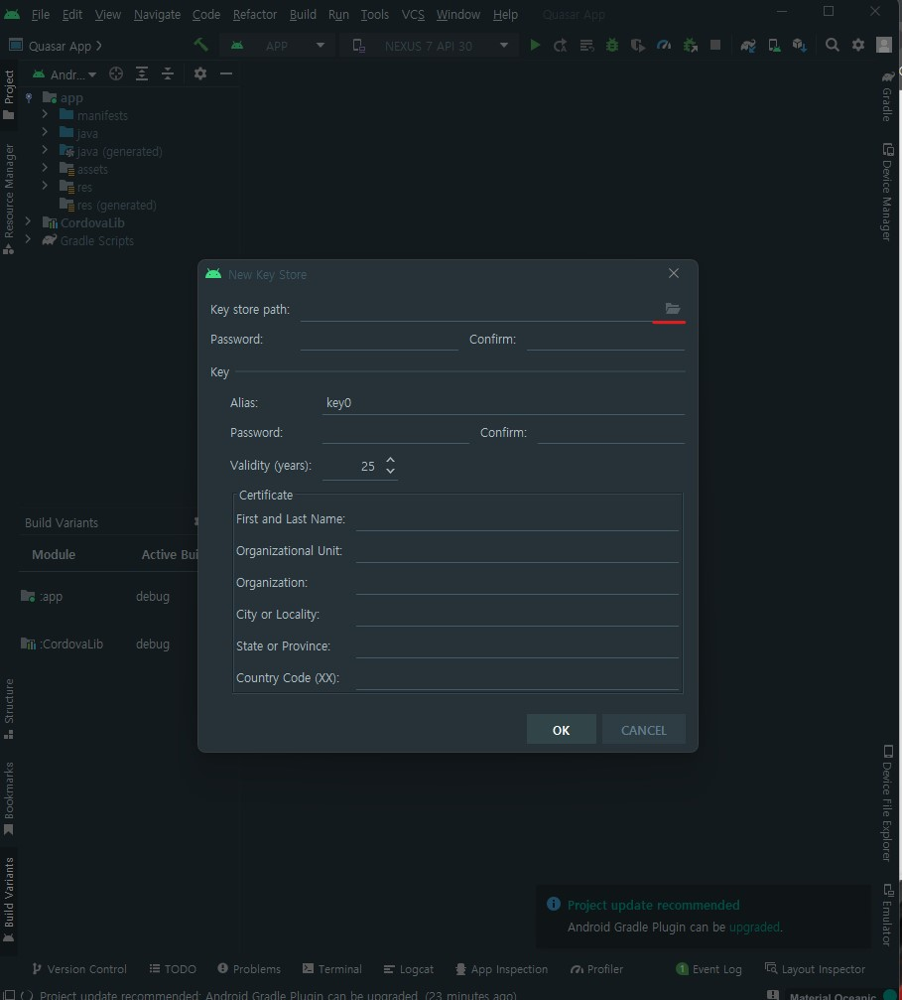 File Edit View Navigate Code Refactor Build Run Tools VCS Window Help Quasar App
Quasar App APP NEXUS 7 API 30
Andr...
app
manifests
java
java (generated)
assets
res
res (generated)
CordovaLib
Gradle Scripts
Project
Resource Manager
Structure
Bookmarks
Build Variants
Gradle
Device Manager
Device File Explorer
Emulator
New Key Store
Key store path:
Password: Confirm:
Key
Alias: key0
Password: Confirm:
Validity (years): 25
Certificate
First and Last Name:
Organizational Unit:
Organization:
City or Locality:
State or Province:
Country Code (XX):
OK CANCEL
Build Variants
Module Active Bui
:app debug
:CordovaLib debug
Project update recommended
Android Gradle Plugin can be upgraded.
Version Control TODO Problems Terminal Logcat App Inspection Profiler 1 Event Log Layout Inspector
Project update recommended: Android Gradle Plugin can be upgraded. (23 minutes ago) Material Oceanic